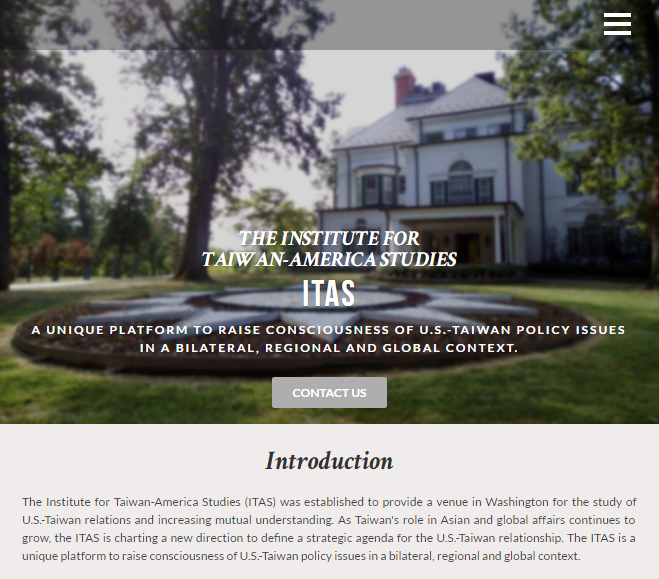 THE INSTITUTE FOR
TAIWAN-AMERICA STUDIES
ITAS
A UNIQUE PLATFORM TO RAISE CONSCIOUSNESS OF U.S.-TAIWAN POLICY ISSUES
IN A BILATERAL, REGIONAL AND GLOBAL CONTEXT.
CONTACT US
Introduction
The Institute for Taiwan-America Studies (ITAS) was established to provide a venue in Washington for the study of
U.S.-Taiwan relations and increasing mutual understanding. As Taiwan's role in Asian and global affairs continues to
grow, the ITAS is charting a new direction to define a strategic agenda for the U.S.-Taiwan relationship. The ITAS is a
unique platform to raise consciousness of U.S.-Taiwan policy issues in a bilateral, regional and global context.